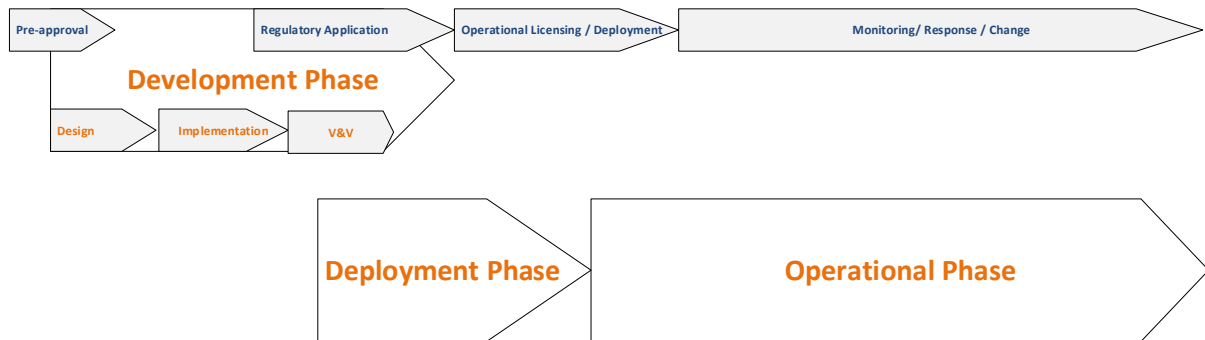 Pre-approval
Regulatory Application
Operational Licensing / Deployment
Monitoring/ Response / Change
Development Phase
Design
Implementation
V&V
Deployment Phase
Operational Phase